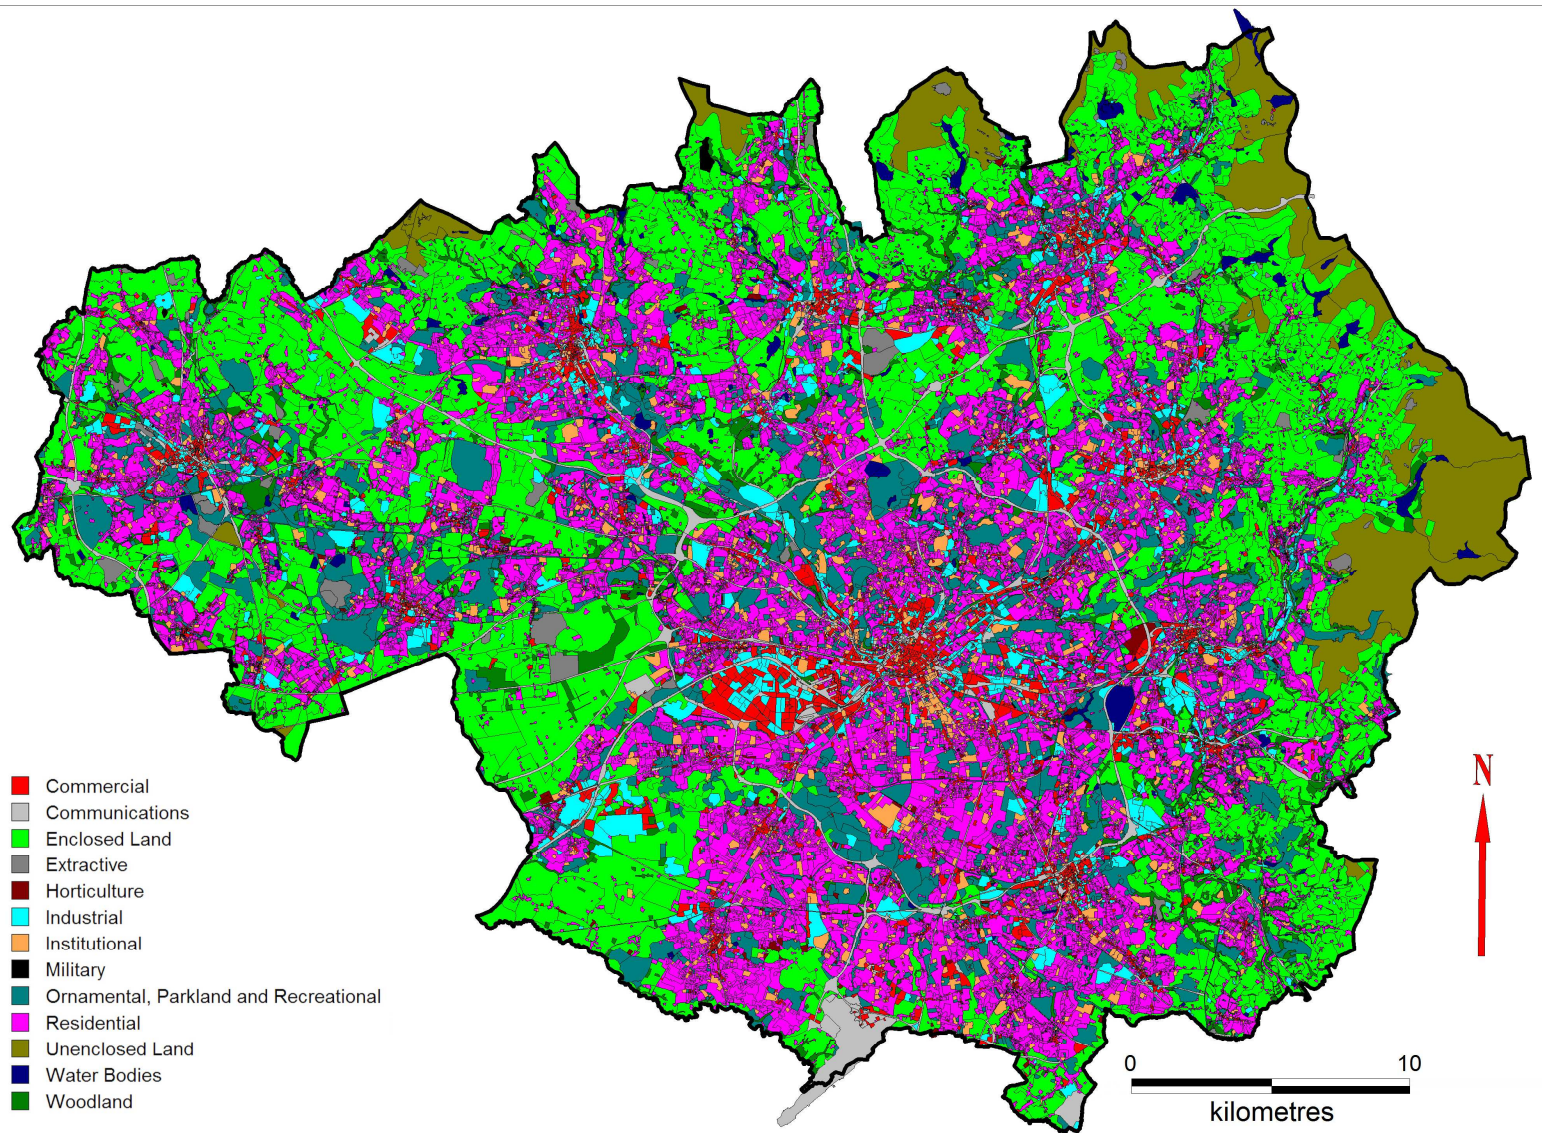 Commercial
Communications
Enclosed Land
Extractive
Horticulture
Industrial
Institutional
Military
Ornamental, Parkland and Recreational
Residential
Unenclosed Land
Water Bodies
Woodland
N
0 10
kilometres